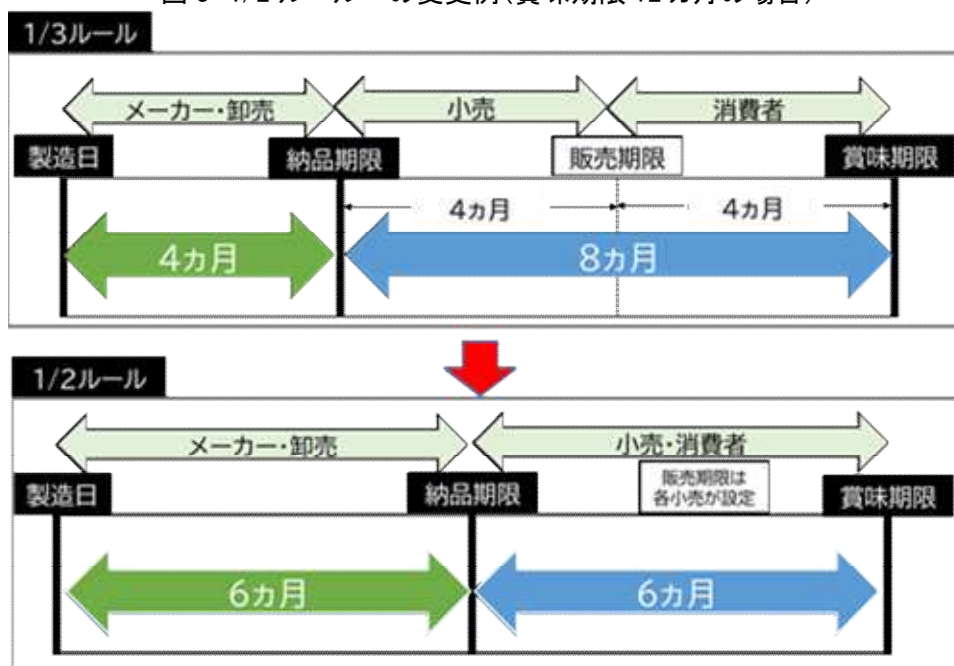 1/3ルール
メーカー・卸売
小売
消費者
製造日
納品期限
販売期限
賞味期限
4カ月
4カ月
4カ月
8カ月
1/2ルール
メーカー・卸売
小売・消費者
製造日
納品期限
販売期限は
各小売が設定
賞味期限
6カ月
6カ月